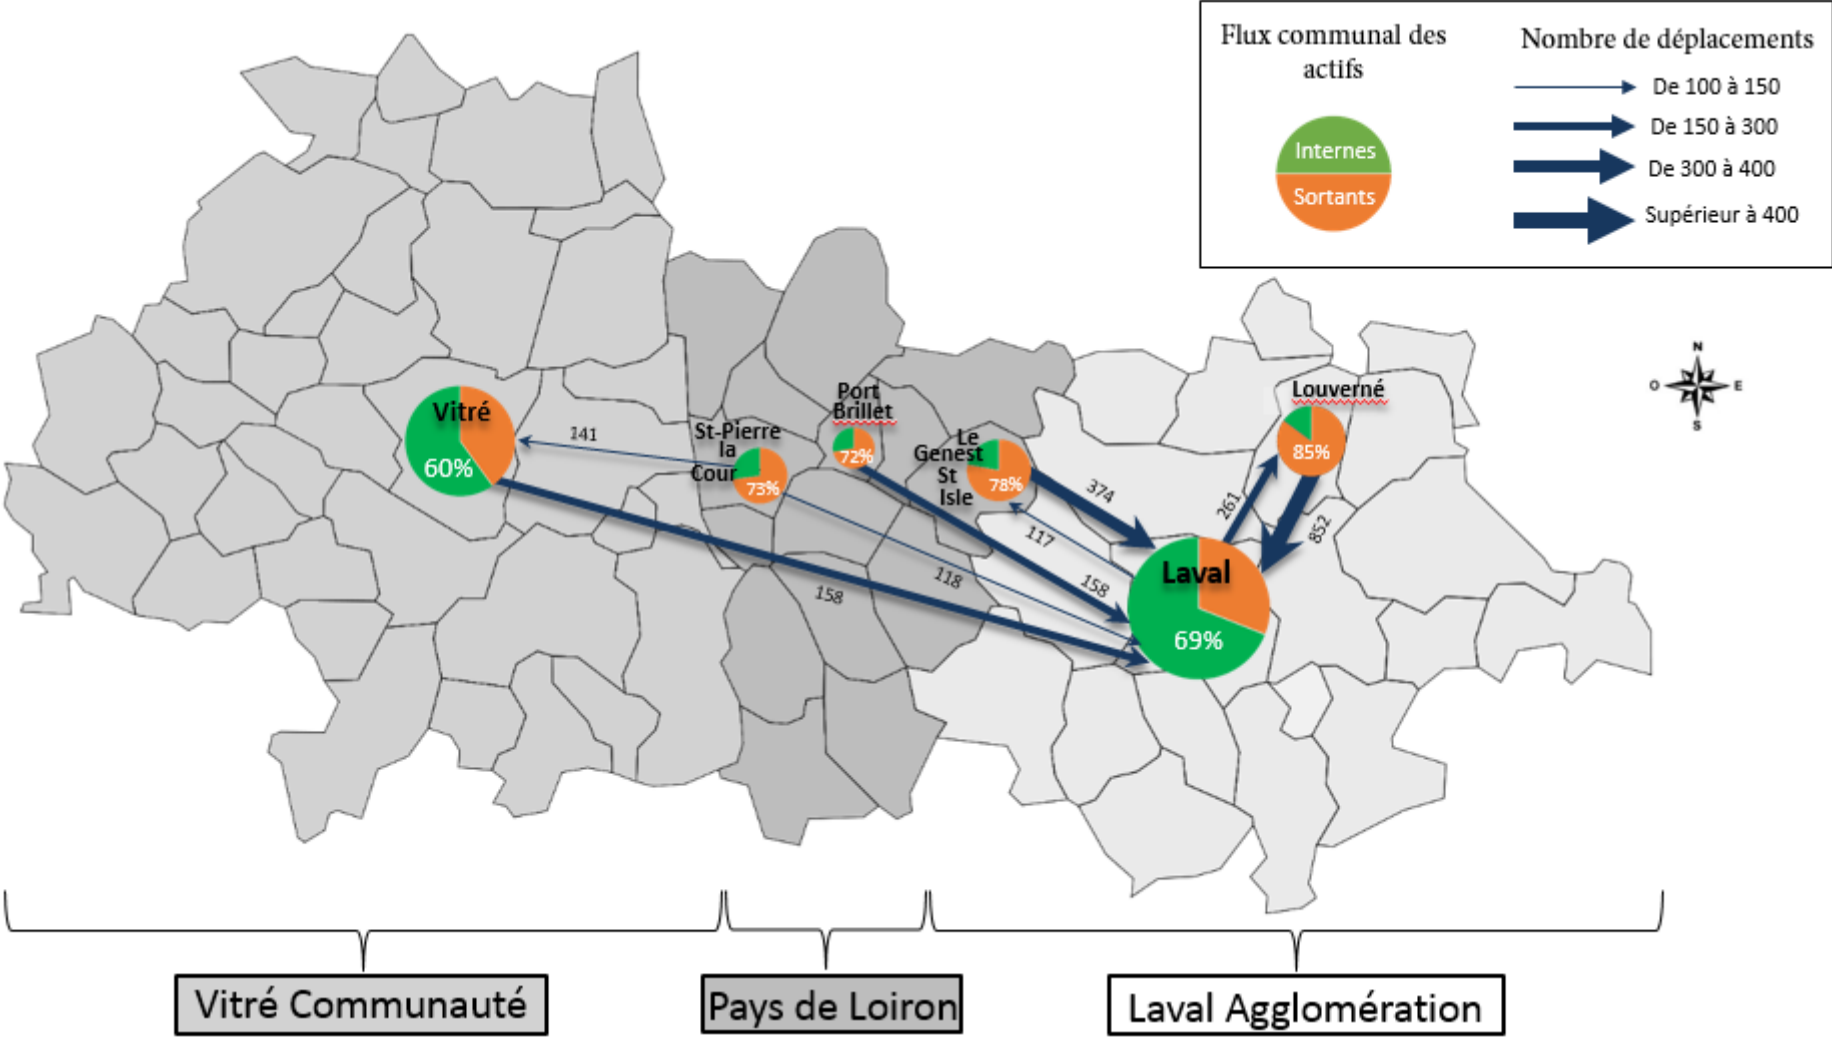 Flux communal des
actifs
Internes
Sortants
Nombre de déplacements
De 100 à 150
De 150 à 300
De 300 à 400
Supérieur à 400
N
O
E
S
Vitré
60%
141
St-Pierre
la
Cour
73%
Port
Brillet
72%
Le
Genest
St
Isle
78%
374
117
158
118
158
Laval
69%
261
852
Louverné
85%
Vitré Communauté
Pays de Loiron
Laval Agglomération